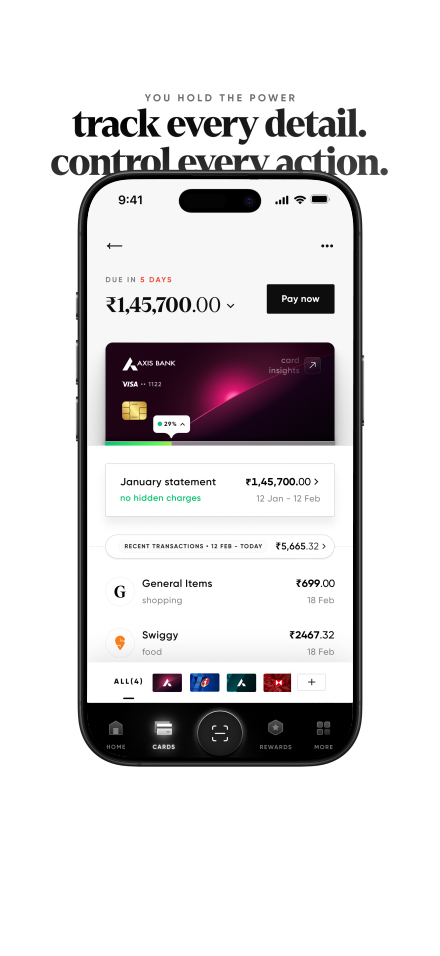 YOU HOLD THE POWER
track every detail.
control every action.
9:41
DUE IN 5 DAYS
₹1,45,700.00
Pay now
AXIS BANK
card
insights
VISA •• 1122
29%
January statement
₹1,45,700.00
no hidden charges
12 Jan - 12 Feb
RECENT TRANSACTIONS • 12 FEB - TODAY
₹5,665.32
G
General Items
₹699.00
shopping
18 Feb
Swiggy
₹2467.32
food
18 Feb
ALL(4)
HOME
CARDS
REWARDS
MORE